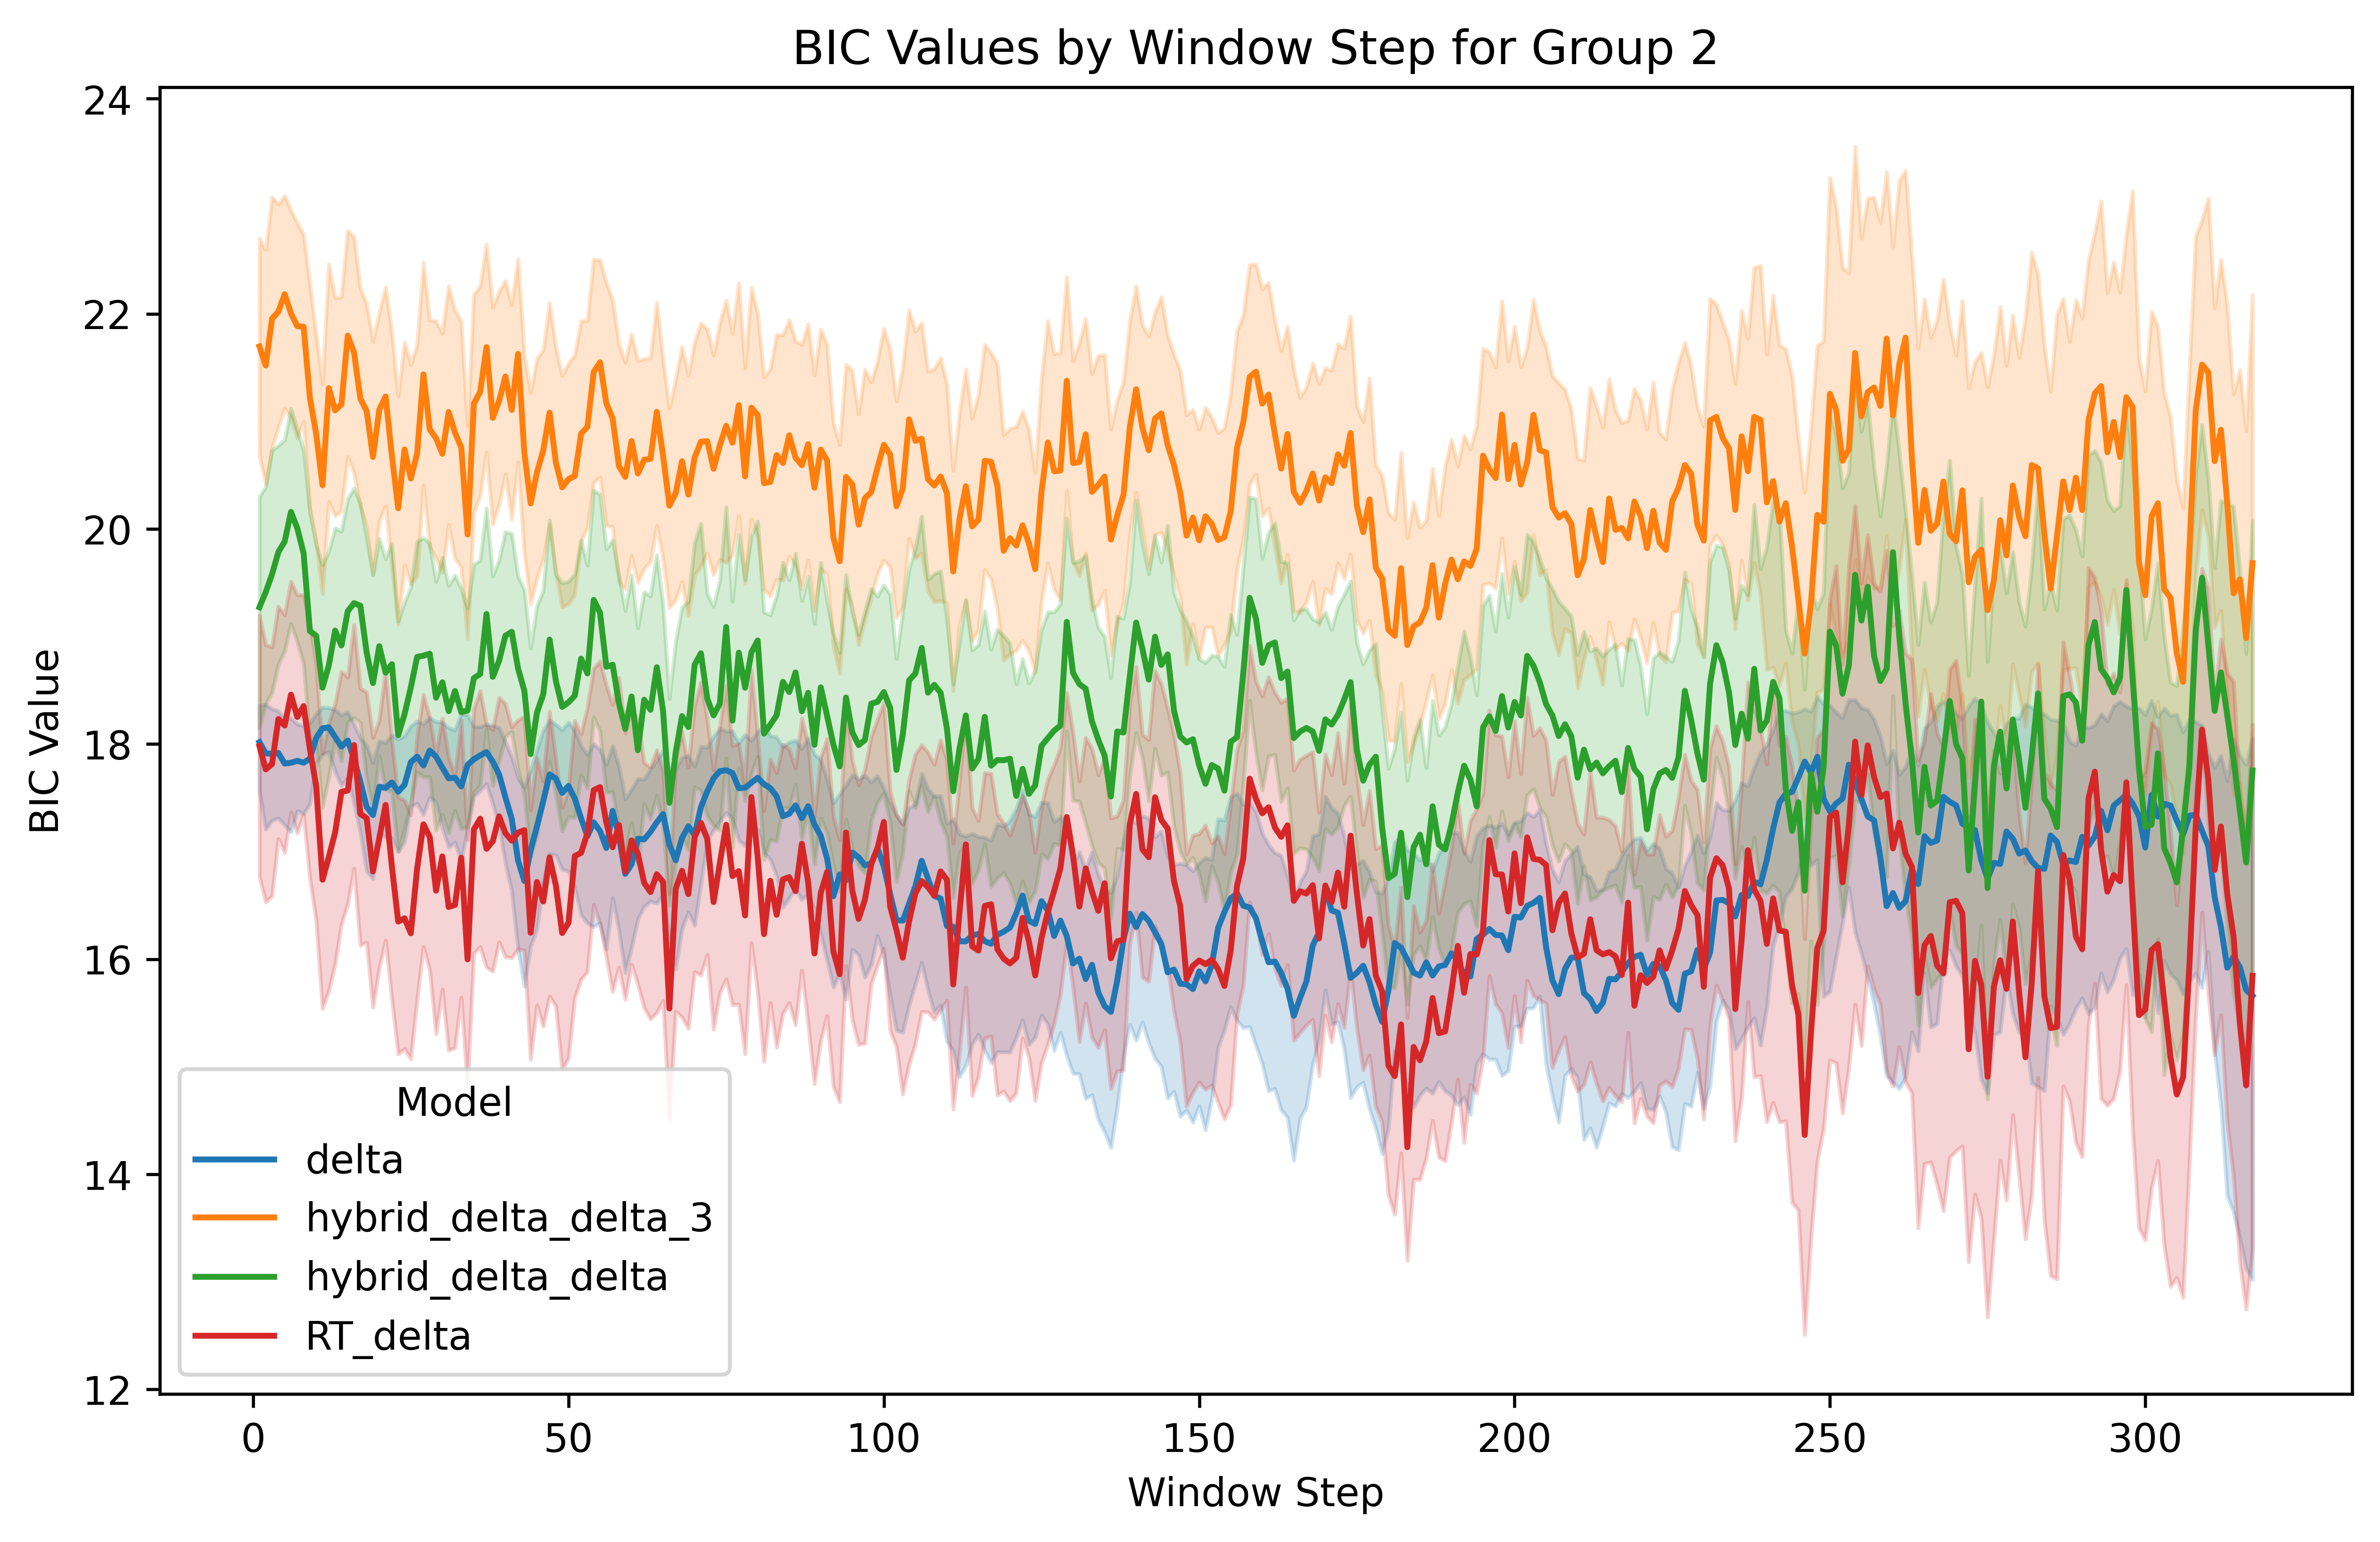 BIC Values by Window Step for Group 2
24
22
20
18
16
14
12
BIC Value
Model
delta
hybrid_delta_delta_3
hybrid_delta_delta
RT_delta
0 50 100 150 200 250 300
Window Step